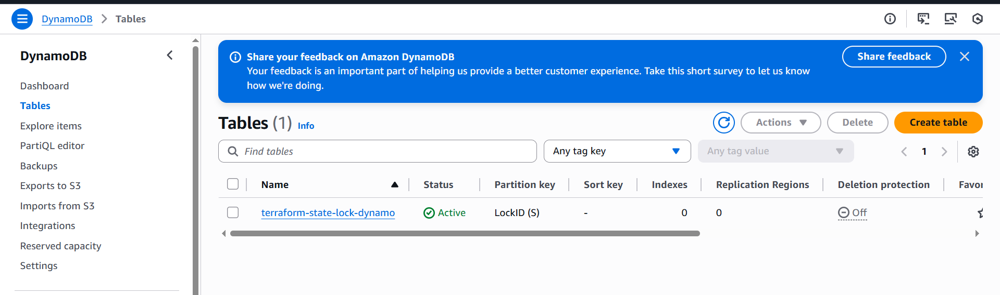 DynamoDB > Tables
DynamoDB
Dashboard
Tables
Explore items
PartiQL editor
Backups
Exports to S3
Imports from S3
Integrations
Reserved capacity
Settings
Share your feedback on Amazon DynamoDB
Your feedback is an important part of helping us provide a better customer experience. Take this short survey to let us know
how we're doing.
Share feedback
Tables (1) Info
Actions
Delete
Create table
Find tables
Any tag key
Any tag value
1
Name Status Partition key Sort key Indexes Replication Regions Deletion protection Favor
terraform-state-lock-dynamo Active LockID (S) - 0 0 Off